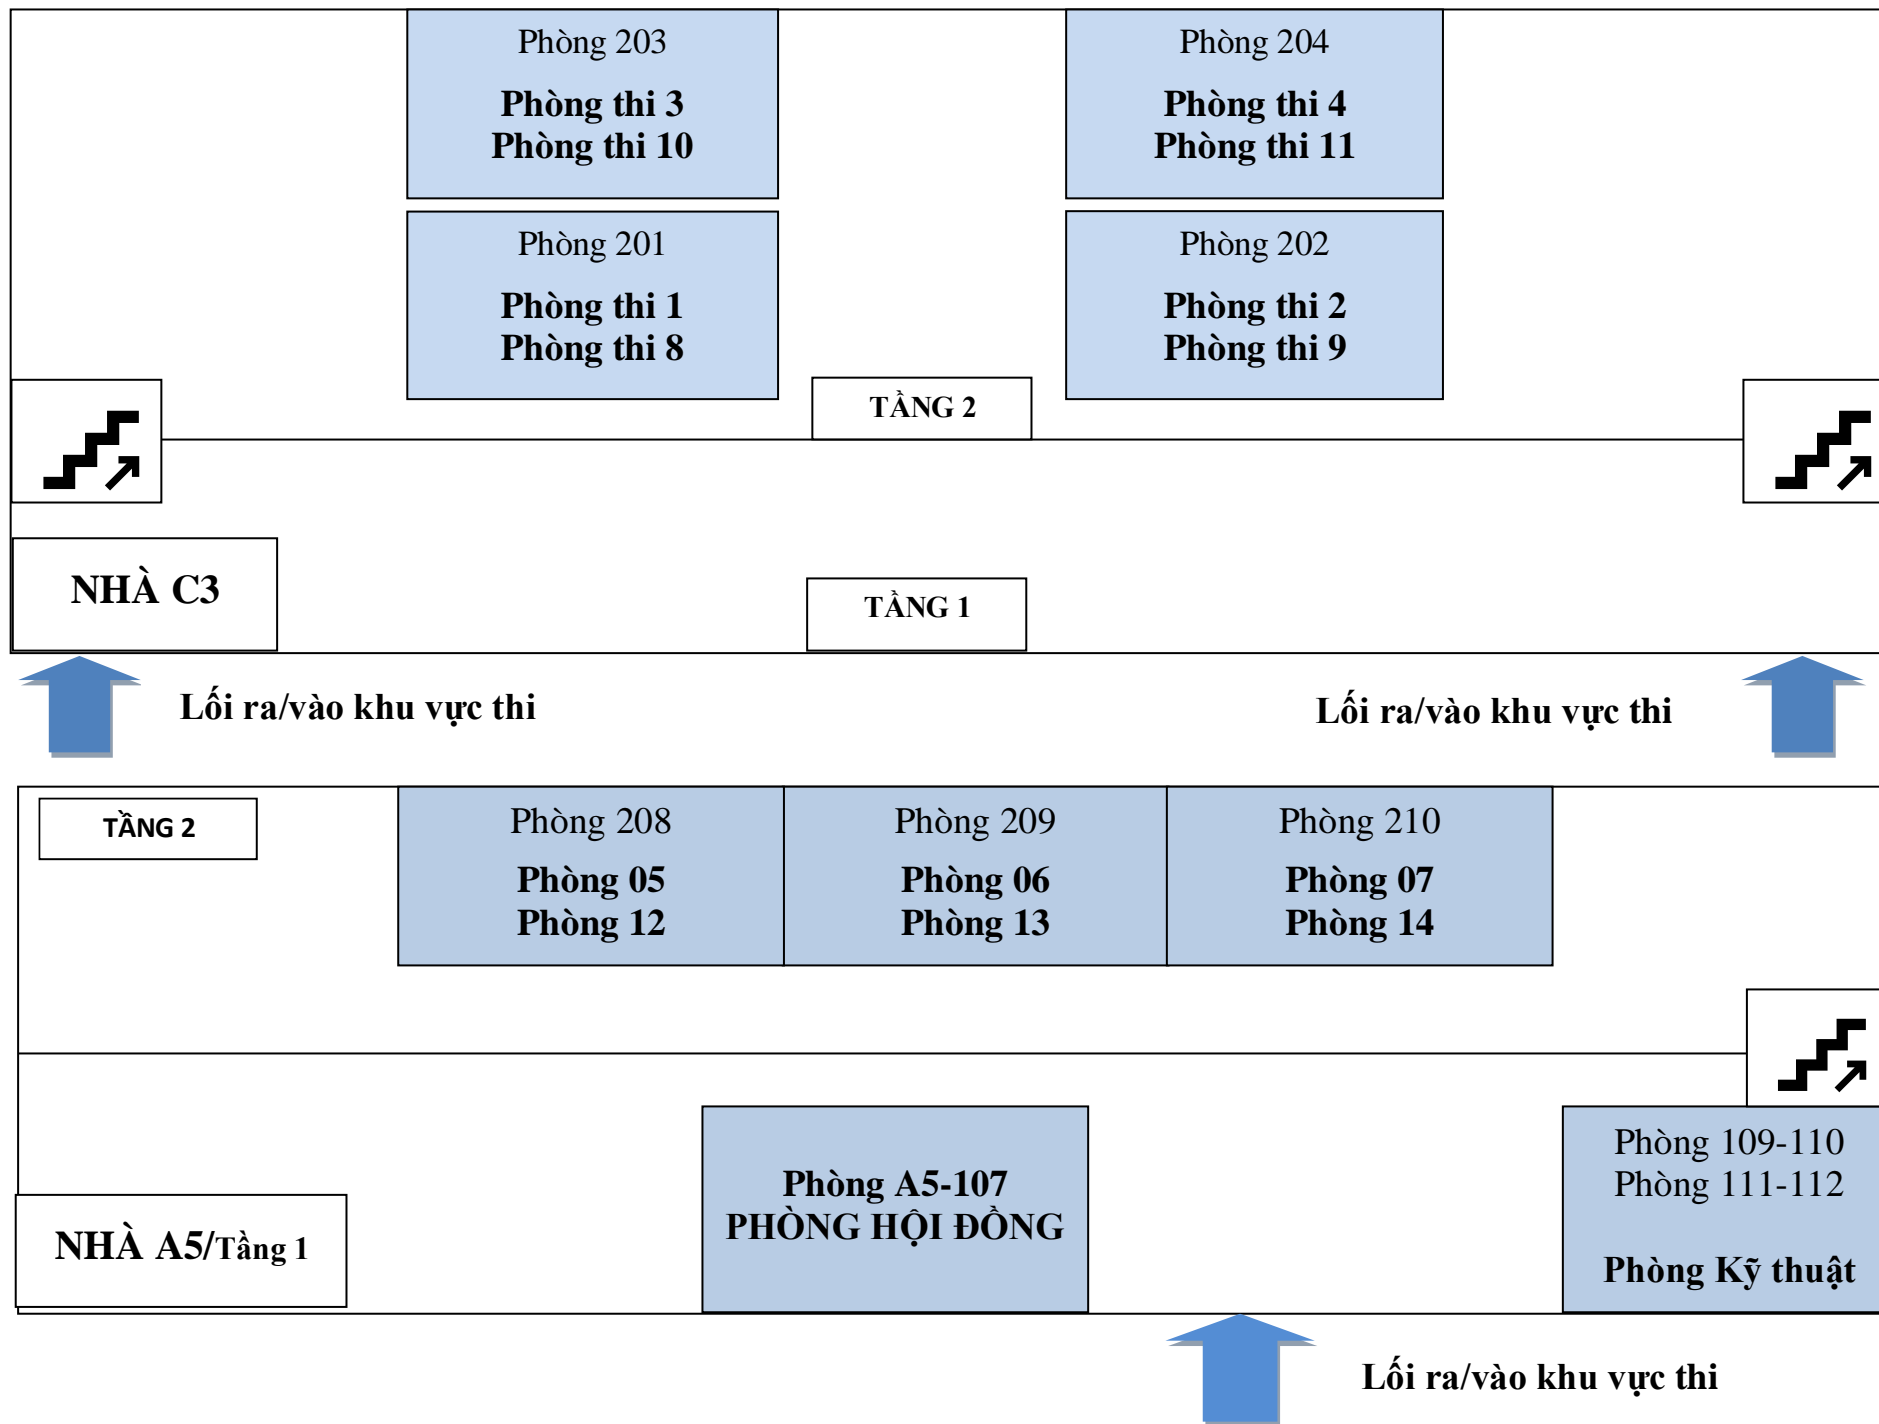 Phòng 203
Phòng thi 3
Phòng thi 10
Phòng 204
Phòng thi 4
Phòng thi 11
Phòng 201
Phòng thi 1
Phòng thi 8
Phòng 202
Phòng thi 2
Phòng thi 9
TẦNG 2
NHÀ C3
TẦNG 1
Lối ra/vào khu vực thi
Lối ra/vào khu vực thi
TẦNG 2
Phòng 208
Phòng 05
Phòng 12
Phòng 209
Phòng 06
Phòng 13
Phòng 210
Phòng 07
Phòng 14
NHÀ A5/Tầng 1
Phòng A5-107
PHÒNG HỘI ĐỒNG
Phòng 109-110
Phòng 111-112
Phòng Kỹ thuật
Lối ra/vào khu vực thi